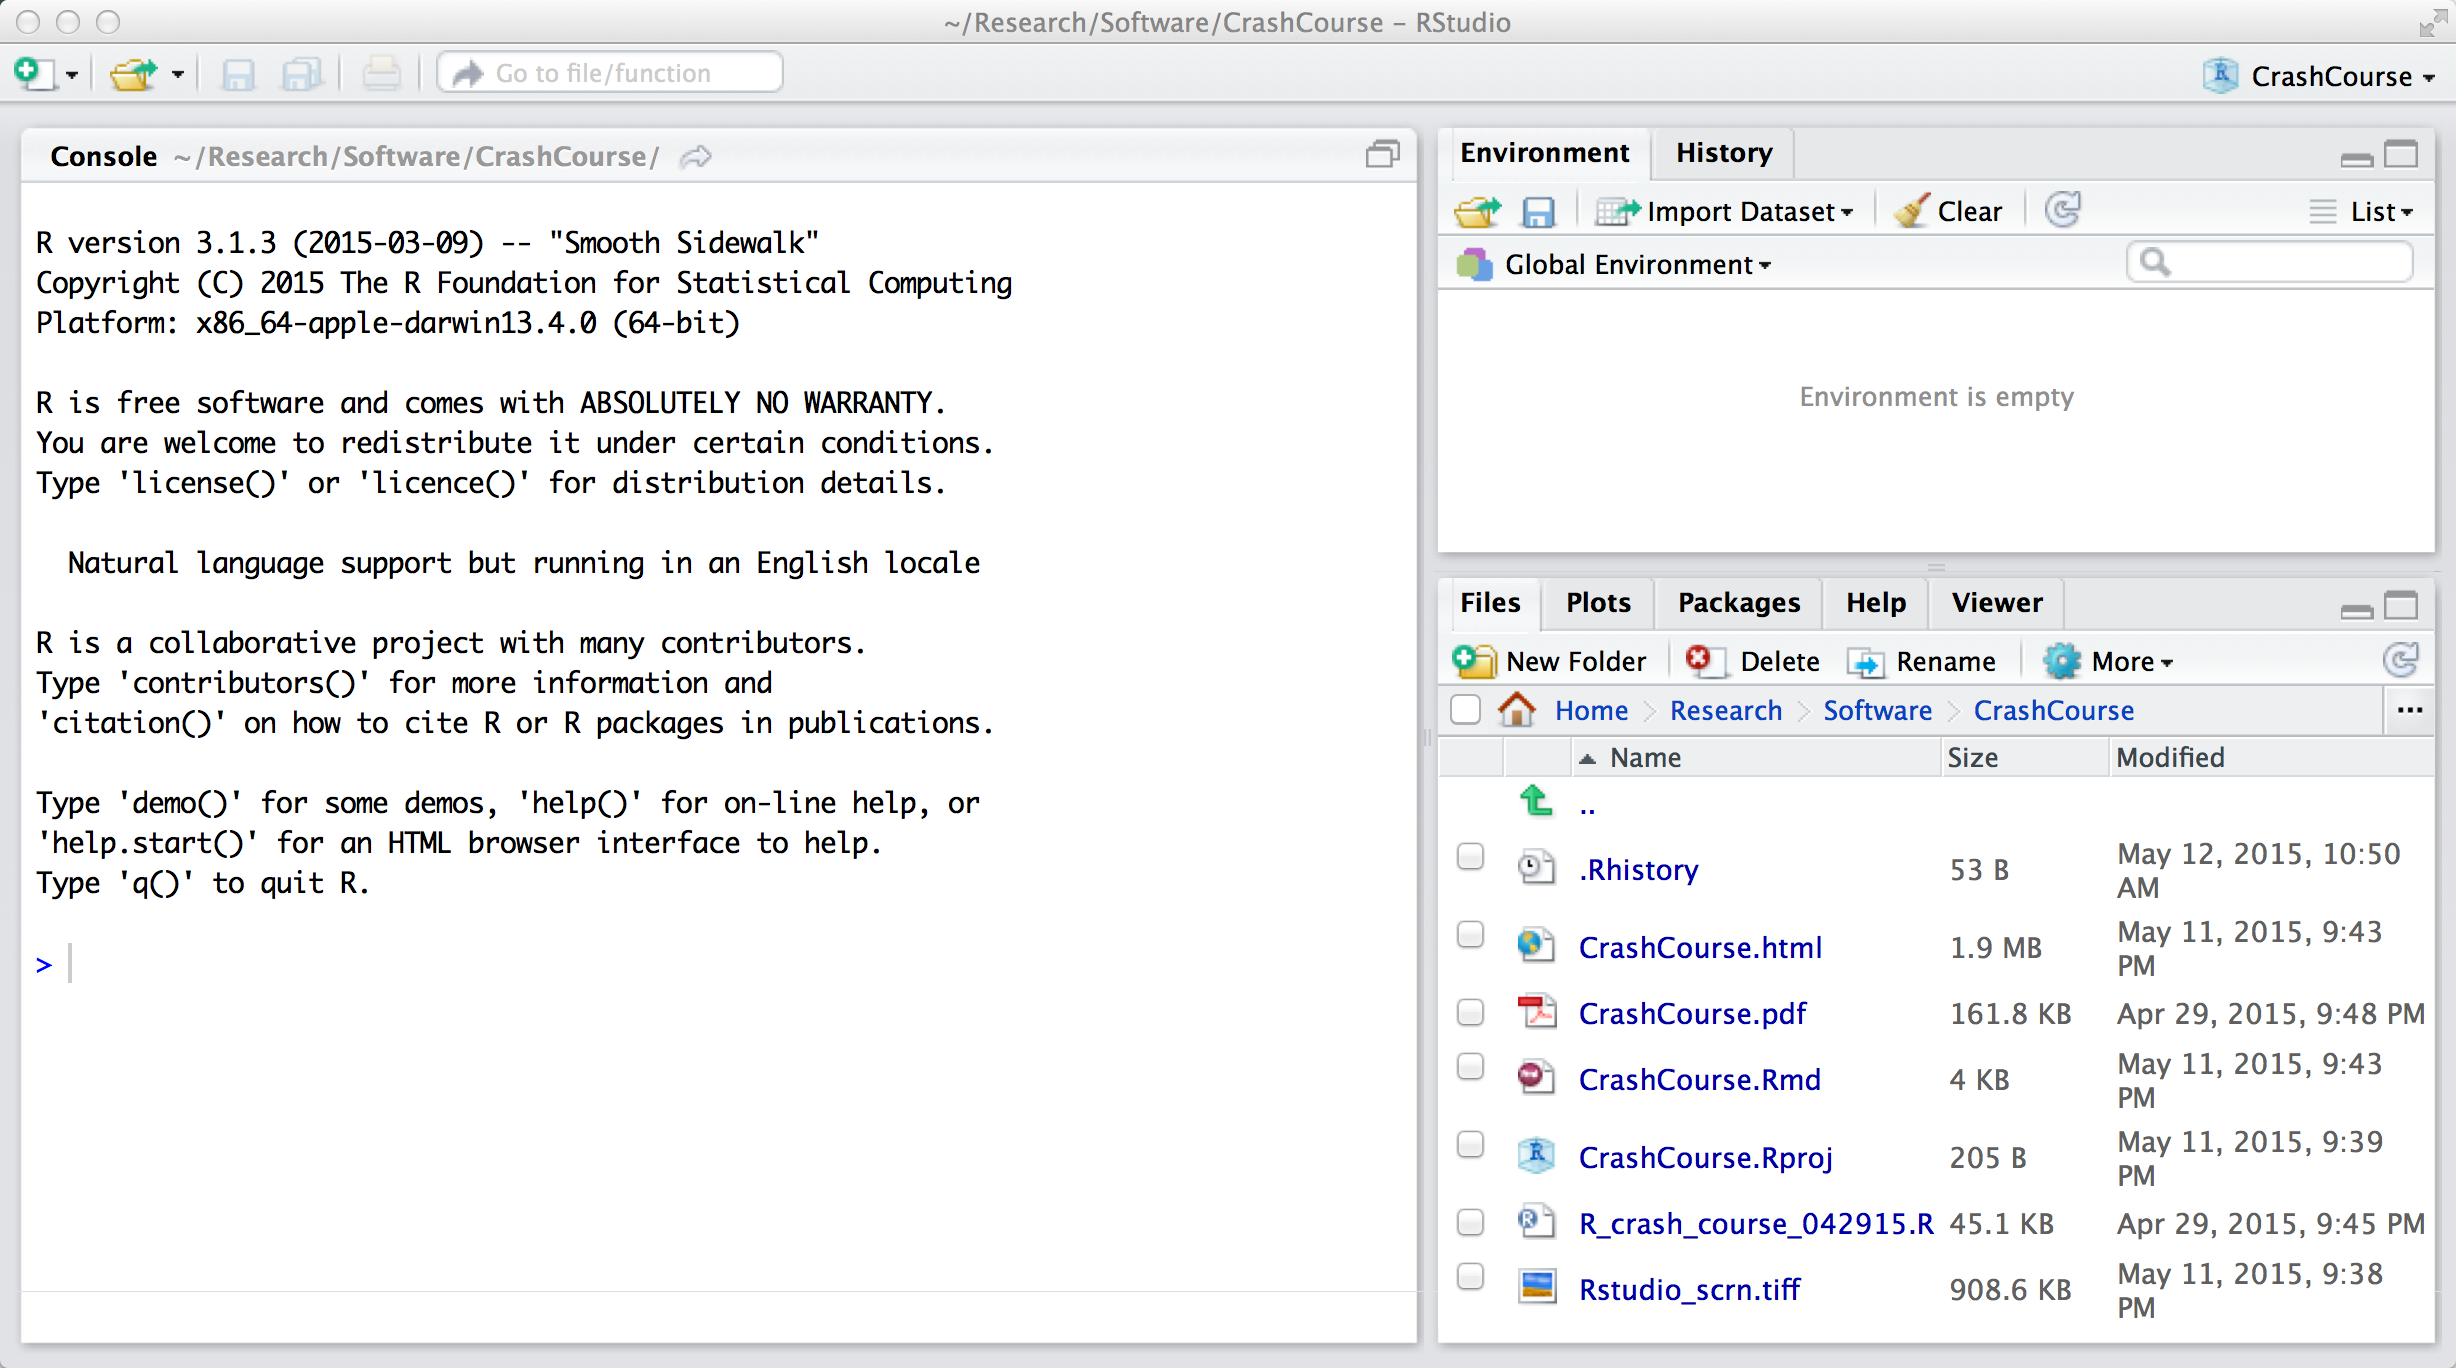 ~/Research/Software/CrashCourse – RStudio
Go to file/function
CrashCourse
Console ~/Research/Software/CrashCourse/
R version 3.1.3 (2015-03-09) -- "Smooth Sidewalk"
Copyright (C) 2015 The R Foundation for Statistical Computing
Platform: x86_64-apple-darwin13.4.0 (64-bit)
R is free software and comes with ABSOLUTELY NO WARRANTY.
You are welcome to redistribute it under certain conditions.
Type 'license()' or 'licence()' for distribution details.
Natural language support but running in an English locale
R is a collaborative project with many contributors.
Type 'contributors()' for more information and
'citation()' on how to cite R or R packages in publications.
Type 'demo()' for some demos, 'help()' for on-line help, or
'help.start()' for an HTML browser interface to help.
Type 'q()' to quit R.
>
Environment History
Import Dataset Clear List
Global Environment
Environment is empty
Files Plots Packages Help Viewer
New Folder Delete Rename More
Home Research Software CrashCourse ...
Name Size Modified
..
.Rhistory 53 B May 12, 2015, 10:50
AM
CrashCourse.html 1.9 MB May 11, 2015, 9:43
PM
CrashCourse.pdf 161.8 KB Apr 29, 2015, 9:48 PM
CrashCourse.Rmd 4 KB May 11, 2015, 9:43
PM
CrashCourse.Rproj 205 B May 11, 2015, 9:39
PM
R_crash_course_042915.R 45.1 KB Apr 29, 2015, 9:45 PM
Rstudio_scrn.tiff 908.6 KB May 11, 2015, 9:38
PM